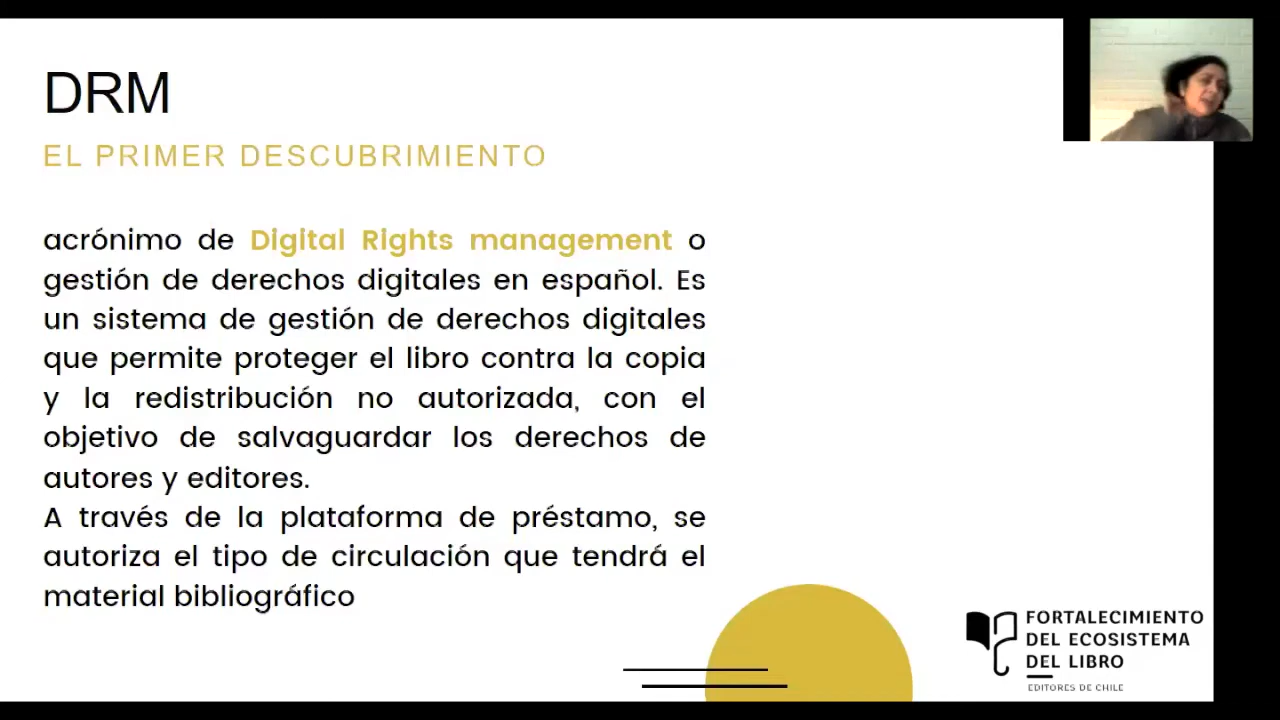 DRM
EL PRIMER DESCUBRIMIENTO
acrónimo de Digital Rights management o
gestión de derechos digitales en español. Es
un sistema de gestión de derechos digitales
que permite proteger el libro contra la copia
y la redistribución no autorizada, con el
objetivo de salvaguardar los derechos de
autores y editores.
A través de la plataforma de préstamo, se
autoriza el tipo de circulación que tendrá el
material bibliográfico
FORTALECIMIENTO
DEL ECOSISTEMA
DEL LIBRO
EDITORES DE CHILE